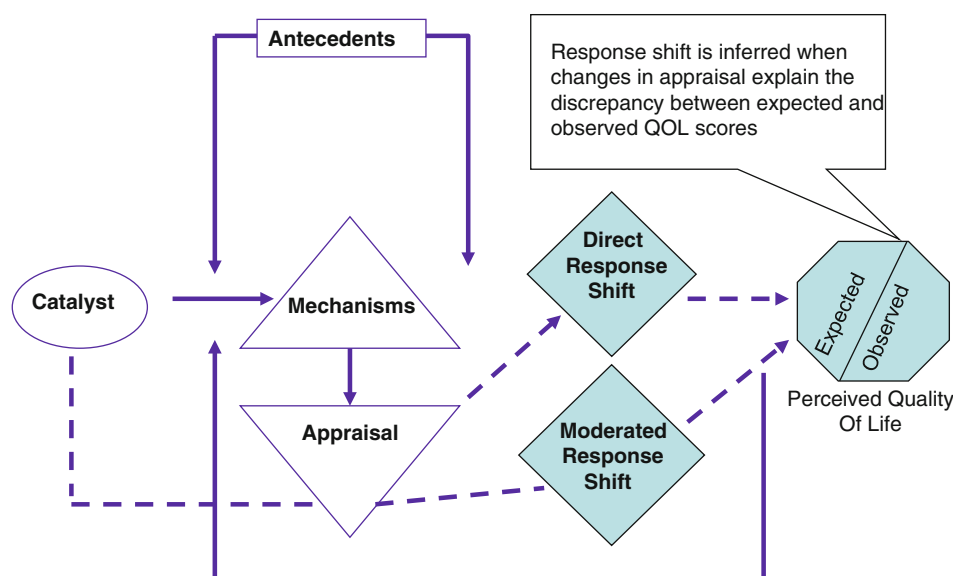 Antecedents
Response shift is inferred when
changes in appraisal explain the
discrepancy between expected and
observed QOL scores
Direct
Response
Shift
Catalyst
Mechanisms
Expected
Observed
Perceived Quality
Of Life
Appraisal
Moderated
Response
Shift